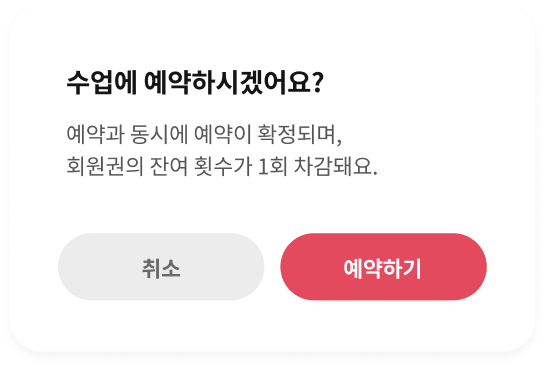 수업에 예약하시겠어요?
예약과 동시에 예약이 확정되며,
회원권의 잔여 횟수가 1회 차감돼요.
취소
예약하기